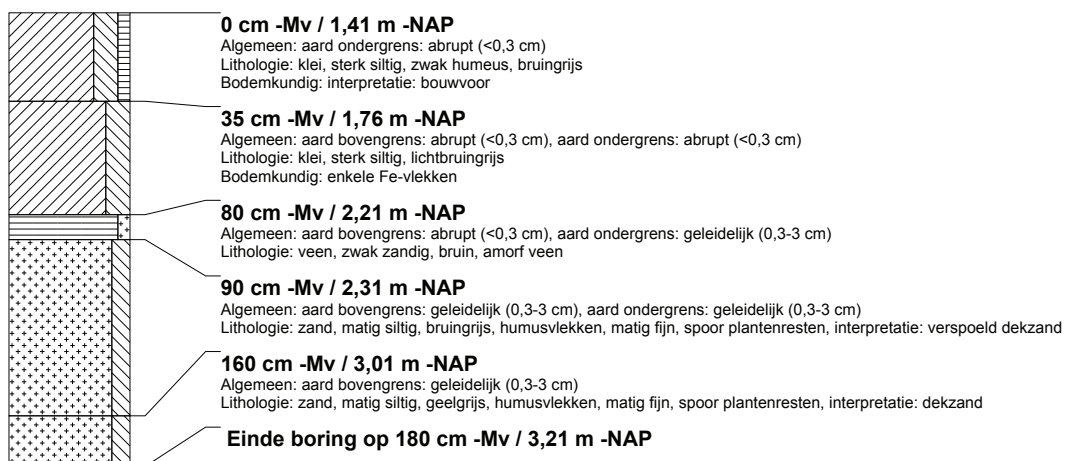 0 cm -Mv / 1,41 m -NAP
Algemeen: aard ondergrens: abrupt (<0,3 cm)
Lithologie: klei, sterk siltig, zwak humeus, bruingrijs
Bodemkundig: interpretatie: bouwvoor
35 cm -Mv / 1,76 m -NAP
Algemeen: aard bovengrens: abrupt (<0,3 cm), aard ondergrens: abrupt (<0,3 cm)
Lithologie: klei, sterk siltig, lichtbruingrijs
Bodemkundig: enkele Fe-vlekken
80 cm -Mv / 2,21 m -NAP
Algemeen: aard bovengrens: abrupt (<0,3 cm), aard ondergrens: geleidelijk (0,3-3 cm)
Lithologie: veen, zwak zandig, bruin, amorf veen
90 cm -Mv / 2,31 m -NAP
Algemeen: aard bovengrens: geleidelijk (0,3-3 cm), aard ondergrens: geleidelijk (0,3-3 cm)
Lithologie: zand, matig siltig, bruingrijs, humusvlekken, matig fijn, spoor plantenresten, interpretatie: verspoeld dekzand
160 cm -Mv / 3,01 m -NAP
Algemeen: aard bovengrens: geleidelijk (0,3-3 cm)
Lithologie: zand, matig siltig, geelgrijs, humusvlekken, matig fijn, spoor plantenresten, interpretatie: dekzand
Einde boring op 180 cm -Mv / 3,21 m -NAP